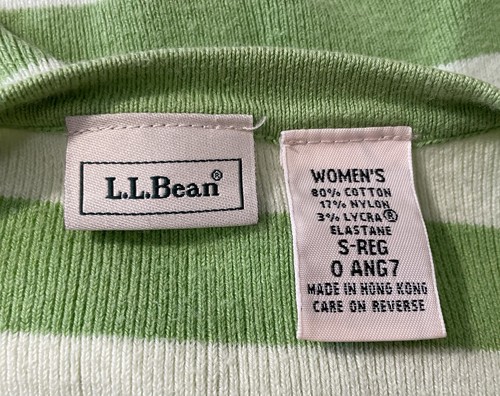 L.L.Bean®
WOMEN'S
80% COTTON
17% NYLON
3% LYCRA®
ELASTANE
S-REG
0 ANG7
MADE IN HONG KONG
CARE ON REVERSE